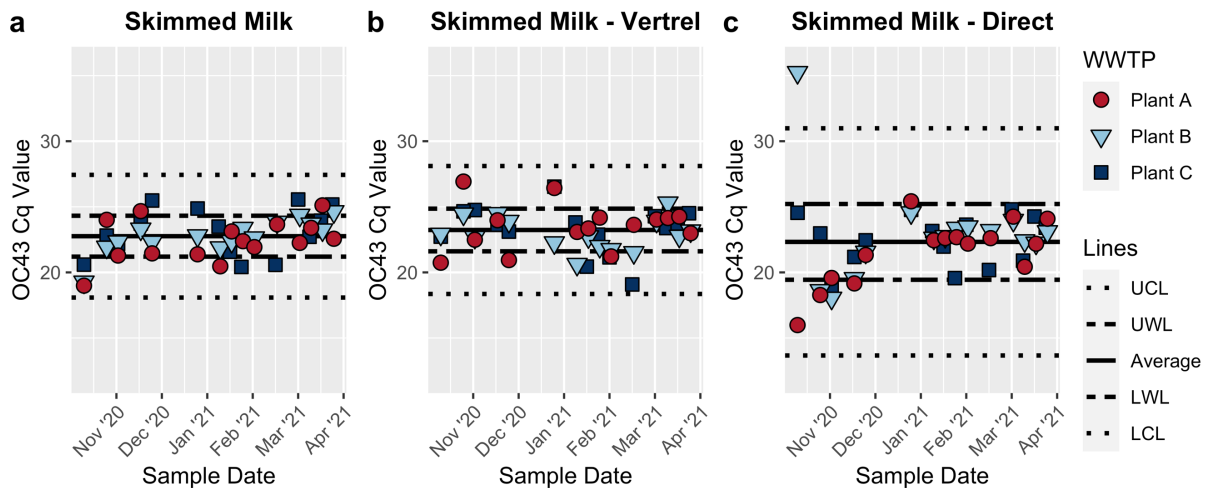 a Skimmed Milk
OC43 Cq Value
30
20
Nov '20 Dec '20 Jan '21 Feb '21 Mar '21 Apr '21
Sample Date
b Skimmed Milk - Vertrel
OC43 Cq Value
30
20
Nov '20 Dec '20 Jan '21 Feb '21 Mar '21 Apr '21
Sample Date
c Skimmed Milk - Direct
OC43 Cq Value
30
20
Nov '20 Dec '20 Jan '21 Feb '21 Mar '21 Apr '21
Sample Date
WWTP
Plant A
Plant B
Plant C
Lines
UCL
UWL
Average
LWL
LCL